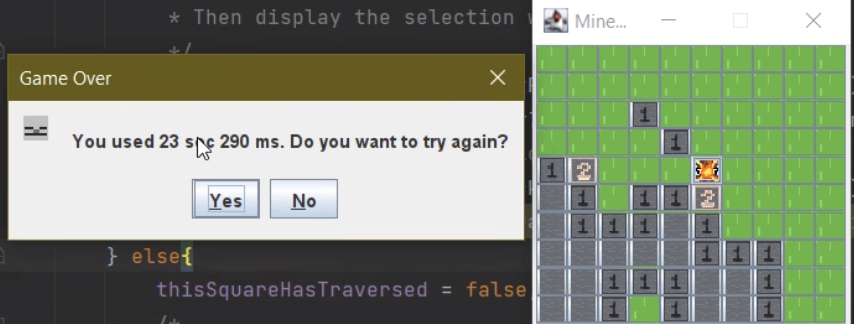 * Then display the selection w
*/
Game Over
You used 23 sec 290 ms. Do you want to try again?
Yes No
} else{
thisSquareHasTraversed = false
/*
Mine...
1
1
1 2
1 1 1 2
1 1 1 1
1 1 1
1 1 1 1
1 1 1